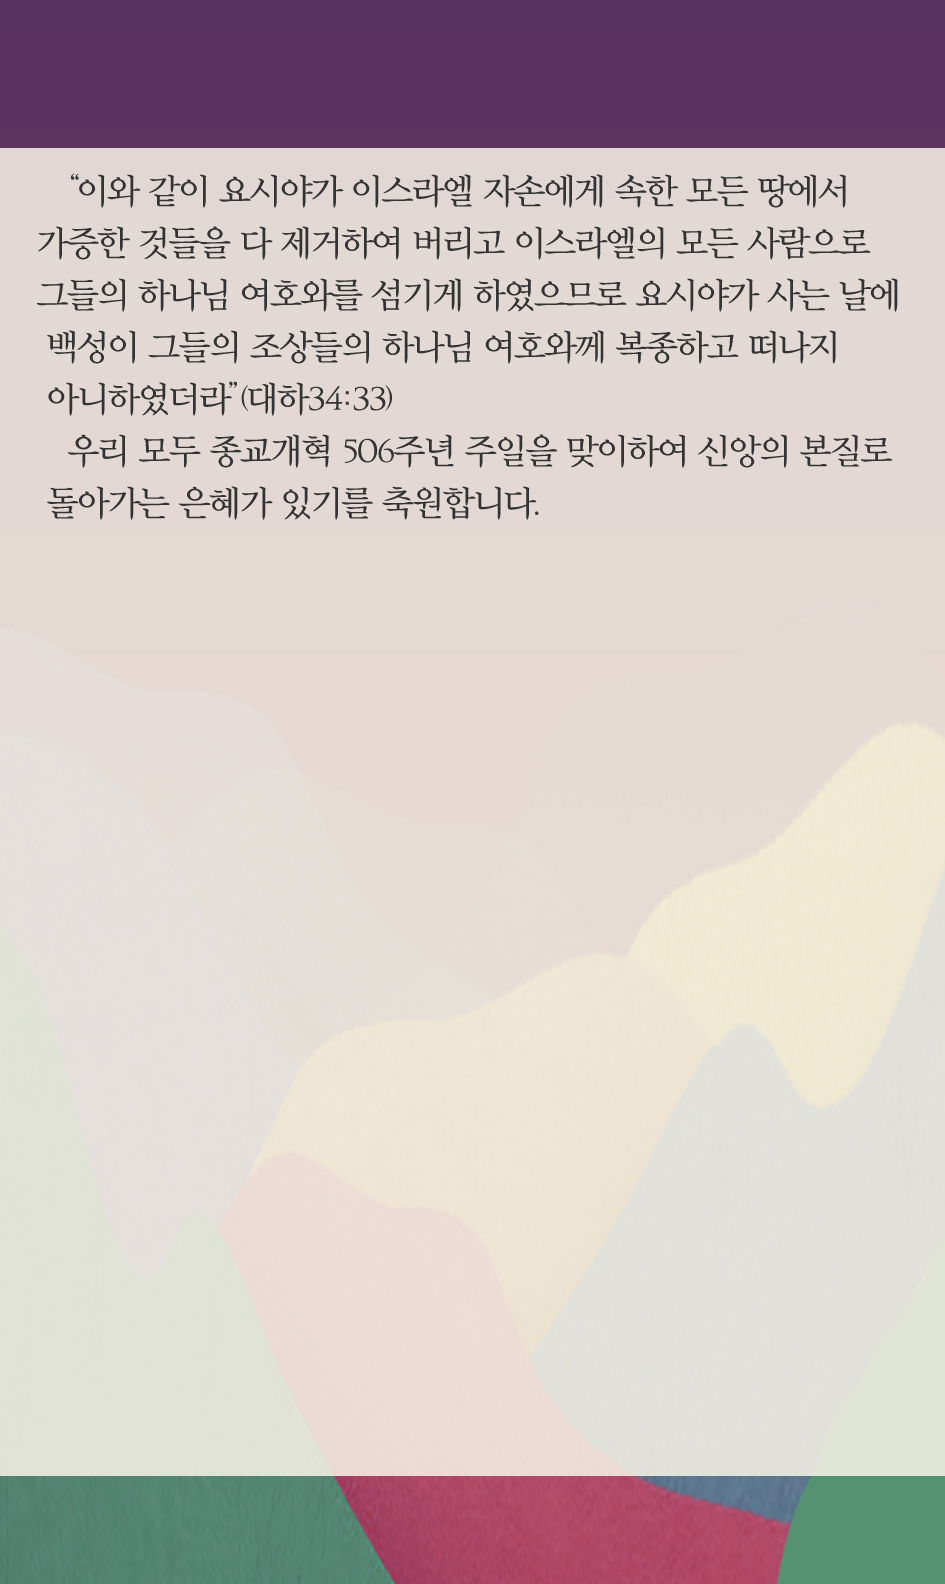 “이와 같이 요시야가 이스라엘 자손에게 속한 모든 땅에서
가증한 것들을 다 제거하여 버리고 이스라엘의 모든 사람으로
그들의 하나님 여호와를 섬기게 하였으므로 요시야가 사는 날에
백성이 그들의 조상들의 하나님 여호와께 복종하고 떠나지
아니하였더라”(대하34:33)
우리 모두 종교개혁 506주년 주일을 맞이하여 신앙의 본질로
돌아가는 은혜가 있기를 축원합니다.